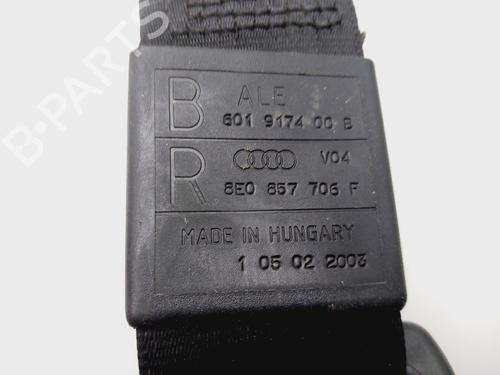 B ALE
601 9174 00 B
R V04
8E0 857 706 F
MADE IN HUNGARY
1 05 02 2003
B-PARTS